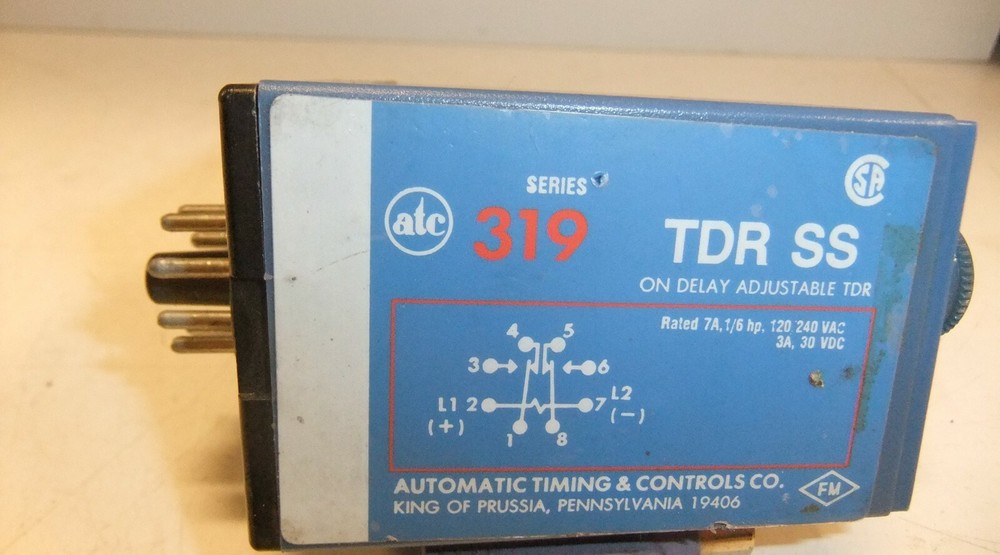 SERIES
atc
319
TDR SS
ON DELAY ADJUSTABLE TDR
Rated 7A, 1/6 hp, 120 240 VAC
3A, 30 VDC
4 5
3 6
L1 2 7 L2
(+) (-)
1 8
AUTOMATIC TIMING & CONTROLS CO.
KING OF PRUSSIA, PENNSYLVANIA 19406
FM
CSA